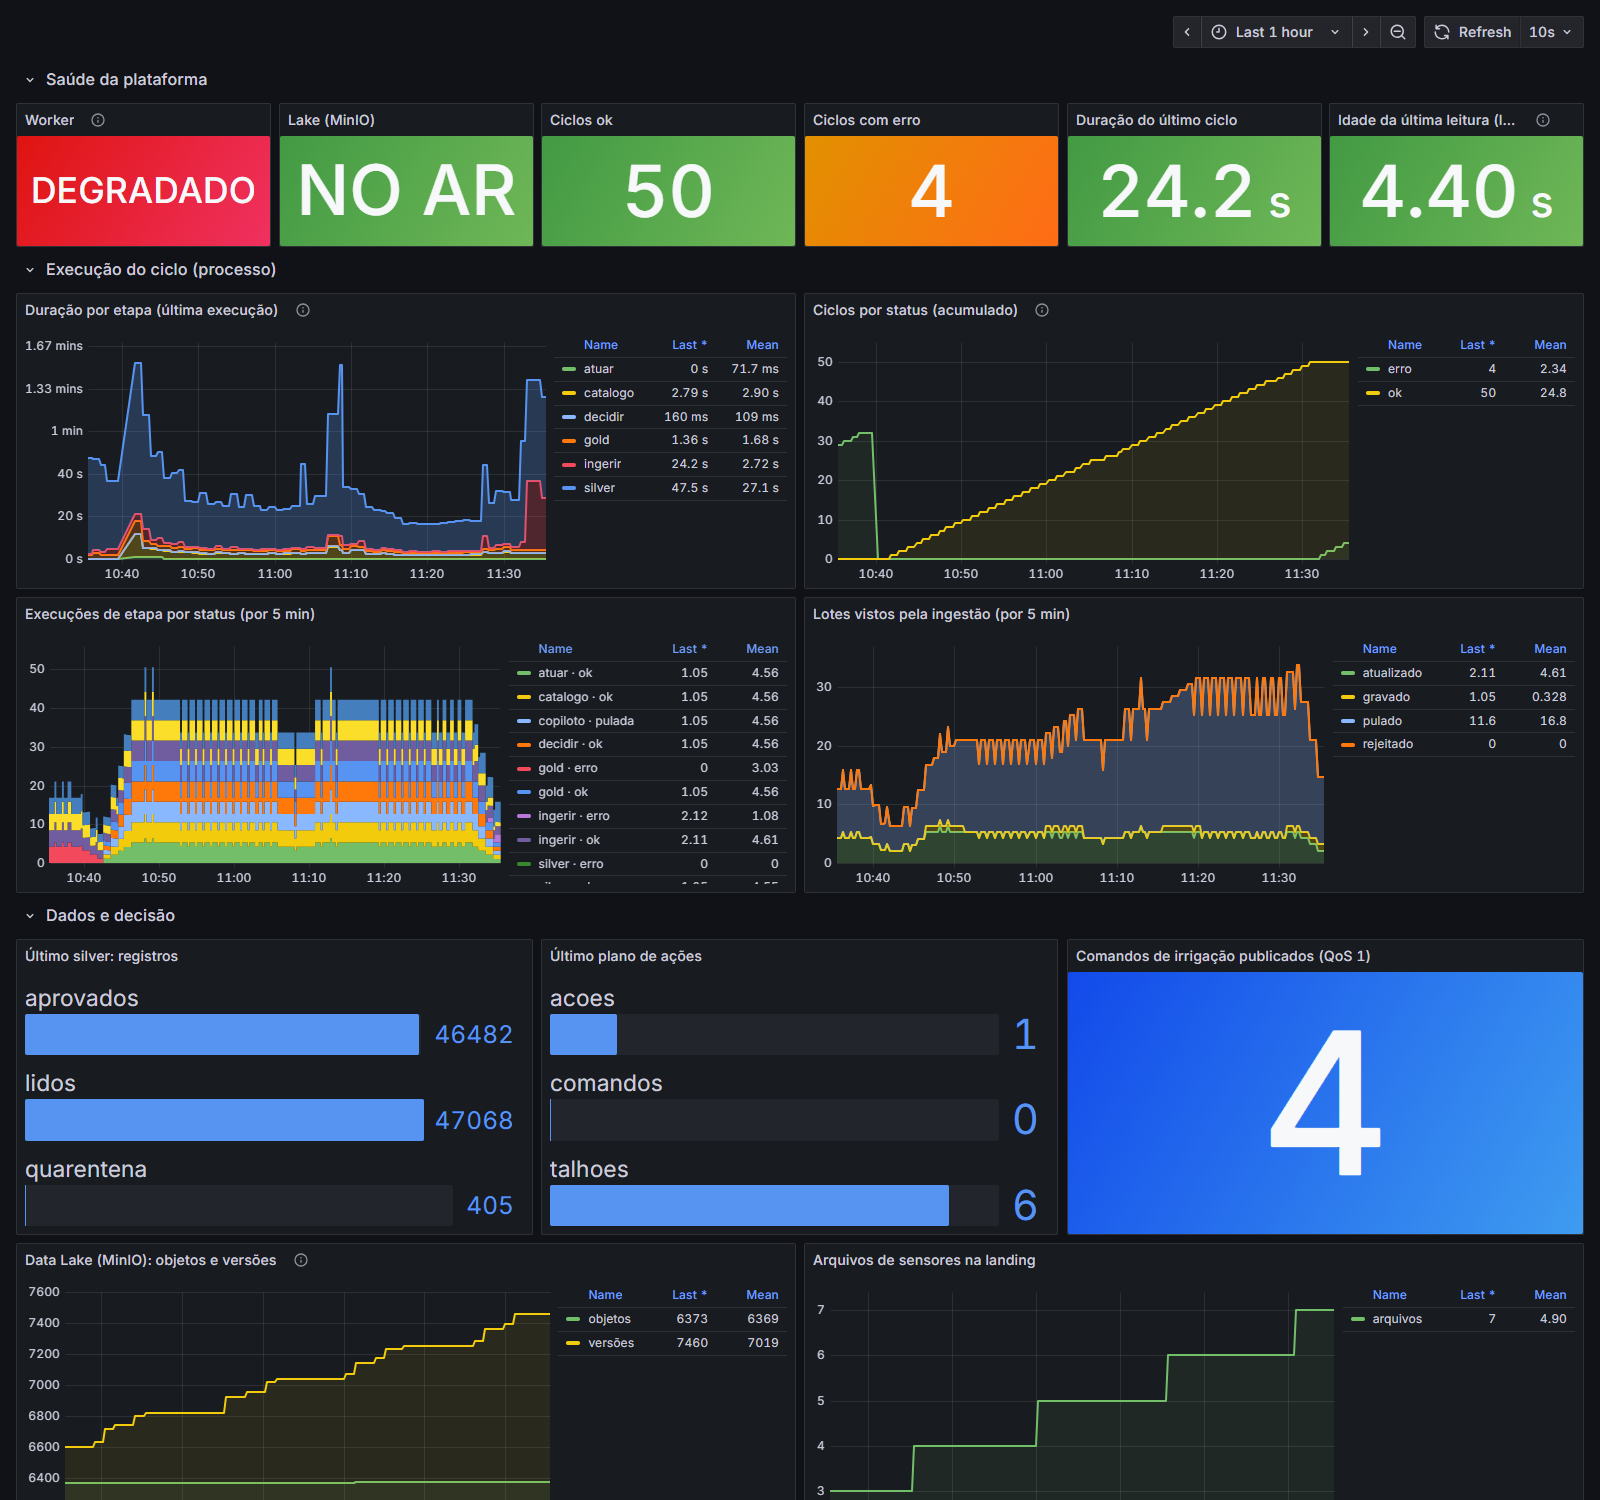 Last 1 hour
Refresh
10s
Saúde da plataforma
Worker
DEGRADADO
Lake (MinIO)
NO AR
Ciclos ok
50
Ciclos com erro
4
Duração do último ciclo
24.2 s
Idade da última leitura (l...
4.40 s
Execução do ciclo (processo)
Duração por etapa (última execução)
1.67 mins
1.33 mins
1 min
40 s
20 s
0 s
10:40 10:50 11:00 11:10 11:20 11:30
Name Last * Mean
atuar 0 s 71.7 ms
catalogo 2.79 s 2.90 s
decidir 160 ms 109 ms
gold 1.36 s 1.68 s
ingerir 24.2 s 2.72 s
silver 47.5 s 27.1 s
Ciclos por status (acumulado)
50
40
30
20
10
0
10:40 10:50 11:00 11:10 11:20 11:30
Name Last * Mean
erro 4 2.34
ok 50 24.8
Execuções de etapa por status (por 5 min)
50
40
30
20
10
0
10:40 10:50 11:00 11:10 11:20 11:30
Name Last * Mean
atuar · ok 1.05 4.56
catalogo · ok 1.05 4.56
copiloto · pulada 1.05 4.56
decidir · ok 1.05 4.56
gold · erro 0 3.03
gold · ok 1.05 4.56
ingerir · erro 2.12 1.08
ingerir · ok 2.11 4.61
silver · erro 0 0
Lotes vistos pela ingestão (por 5 min)
30
20
10
0
10:40 10:50 11:00 11:10 11:20 11:30
Name Last * Mean
atualizado 2.11 4.61
gravado 1.05 0.328
pulado 11.6 16.8
rejeitado 0 0
Dados e decisão
Último silver: registros
aprovados
46482
lidos
47068
quarentena
405
Último plano de ações
acoes
1
comandos
0
talhoes
6
Comandos de irrigação publicados (QoS 1)
4
Data Lake (MinIO): objetos e versões
7600
7400
7200
7000
6800
6600
6400
Name Last * Mean
objetos 6373 6369
versões 7460 7019
Arquivos de sensores na landing
7
6
5
4
3
Name Last * Mean
arquivos 7 4.90